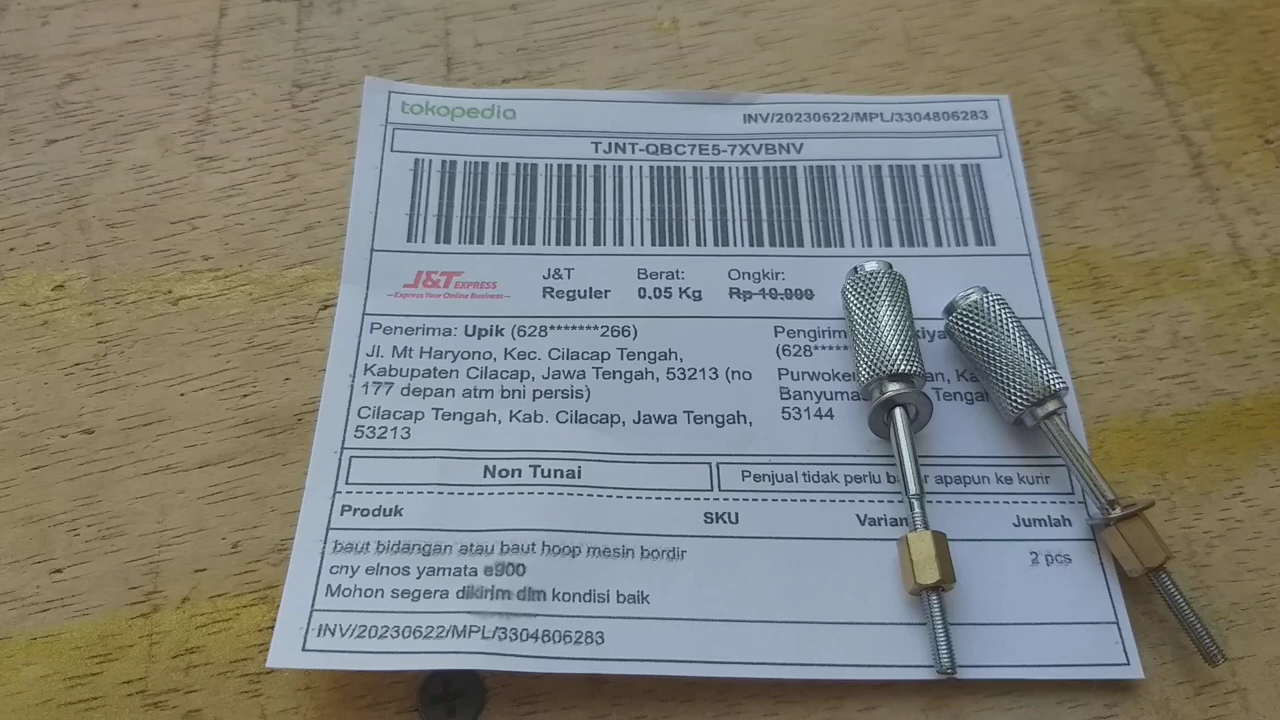 tokopedia
INV/20230622/MPL/3304806283
TJNT-QBC7E5-7XVBNV
J&T EXPRESS
Express Your Online Business
J&T
Reguler
Berat:
0.05 Kg
Ongkir:
Rp 10.000
Penerima: Upik (628*******266)
Jl. Mt Haryono, Kec. Cilacap Tengah,
Kabupaten Cilacap, Jawa Tengah, 53213 (no
177 depan atm bni persis)
Cilacap Tengah, Kab. Cilacap, Jawa Tengah,
53213
Pengirim
(628****
53144
Non Tunai
Penjual tidak perlu apapun ke kurir
Produk
SKU
Varian
Jumlah
baut bidangan atau baut hoop mesin bordir
cny elnos yamata e900
Mohon segera dikirim dlm kondisi baik
2 pcs
INV/20230622/MPL/3304806283